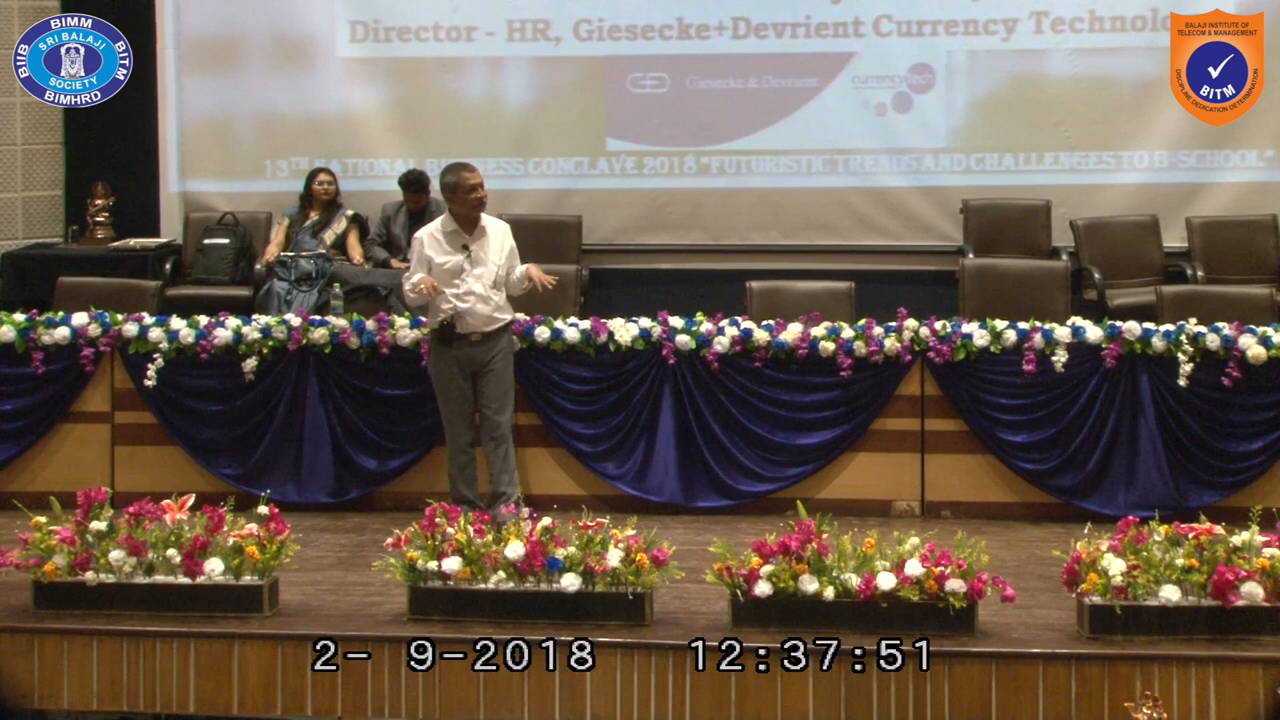 BIMM
BIIB
BITM
SRI BALAJI
SOCIETY
BIMHRD
Director - HR, Giesecke+Devrient Currency Technolo
Giesecke & Devrient
currencytech
13TH NATIONAL BUSINESS CONCLAVE 2018 "FUTURISTIC TRENDS AND CHALLENGES TO B-SCHOOL"
BALAJI INSTITUTE OF
TELECOM & MANAGEMENT
BITM
DISCIPLINE DEDICATION DETERMINATION
2- 9-2018 12:37:51